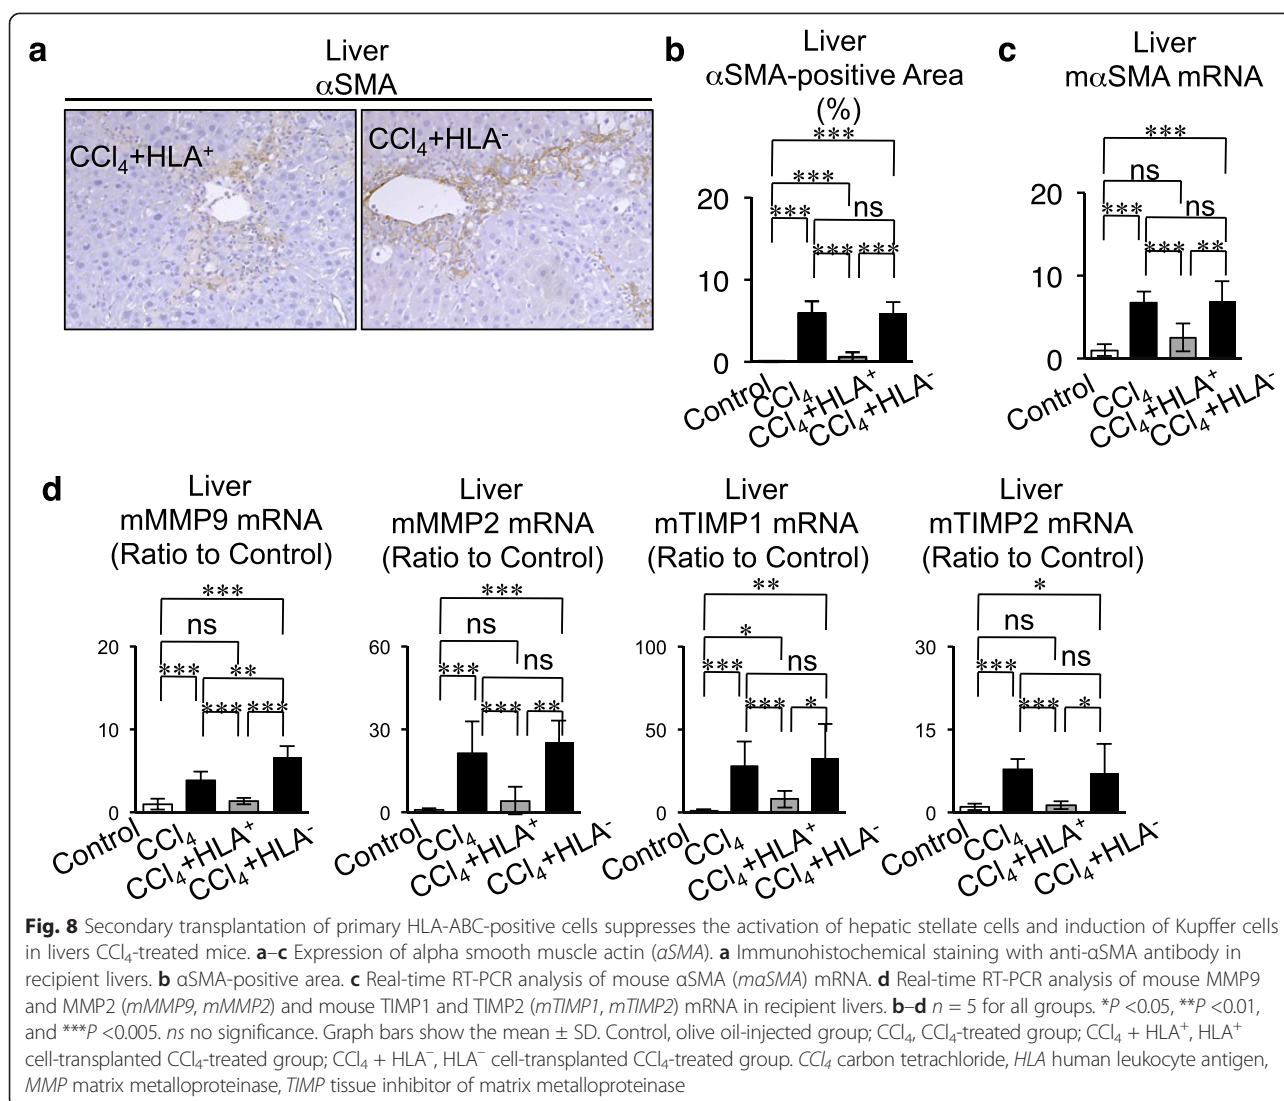 a
Liver
αSMA
CCl4+HLA+
CCl4+HLA-
b
Liver
αSMA-positive Area
(%)
***
***
ns
***
*** ***
20
10
0
Control
CCl4
CCl4+HLA+
CCl4+HLA-
c
Liver
mαSMA mRNA
***
ns
ns
***
*** **
20
10
0
Control
CCl4
CCl4+HLA+
CCl4+HLA-
d
Liver
mMMP9 mRNA
(Ratio to Control)
***
ns
*** **
*** ***
20
10
0
Control
CCl4
CCl4+HLA+
CCl4+HLA-
Liver
mMMP2 mRNA
(Ratio to Control)
***
ns
*** ns
*** **
60
30
0
Control
CCl4
CCl4+HLA+
CCl4+HLA-
Liver
mTIMP1 mRNA
(Ratio to Control)
**
*
*** ns
*** *
100
50
0
Control
CCl4
CCl4+HLA+
CCl4+HLA-
Liver
mTIMP2 mRNA
(Ratio to Control)
*
ns
*** ns
*** *
30
15
0
Control
CCl4
CCl4+HLA+
CCl4+HLA-
Fig. 8 Secondary transplantation of primary HLA-ABC-positive cells suppresses the activation of hepatic stellate cells and induction of Kupffer cells
in livers CCl4-treated mice. a–c Expression of alpha smooth muscle actin (αSMA). a Immunohistochemical staining with anti-αSMA antibody in
recipient livers. b αSMA-positive area. c Real-time RT-PCR analysis of mouse αSMA (mαSMA) mRNA. d Real-time RT-PCR analysis of mouse MMP9
and MMP2 (mMMP9, mMMP2) and mouse TIMP1 and TIMP2 (mTIMP1, mTIMP2) mRNA in recipient livers. b–d n = 5 for all groups. *P <0.05, **P <0.01,
and ***P <0.005. ns no significance. Graph bars show the mean ± SD. Control, olive oil-injected group; CCl4, CCl4-treated group; CCl4 + HLA+, HLA+
cell-transplanted CCl4-treated group; CCl4 + HLA−, HLA− cell-transplanted CCl4-treated group. CCl4 carbon tetrachloride, HLA human leukocyte antigen,
MMP matrix metalloproteinase, TIMP tissue inhibitor of matrix metalloproteinase